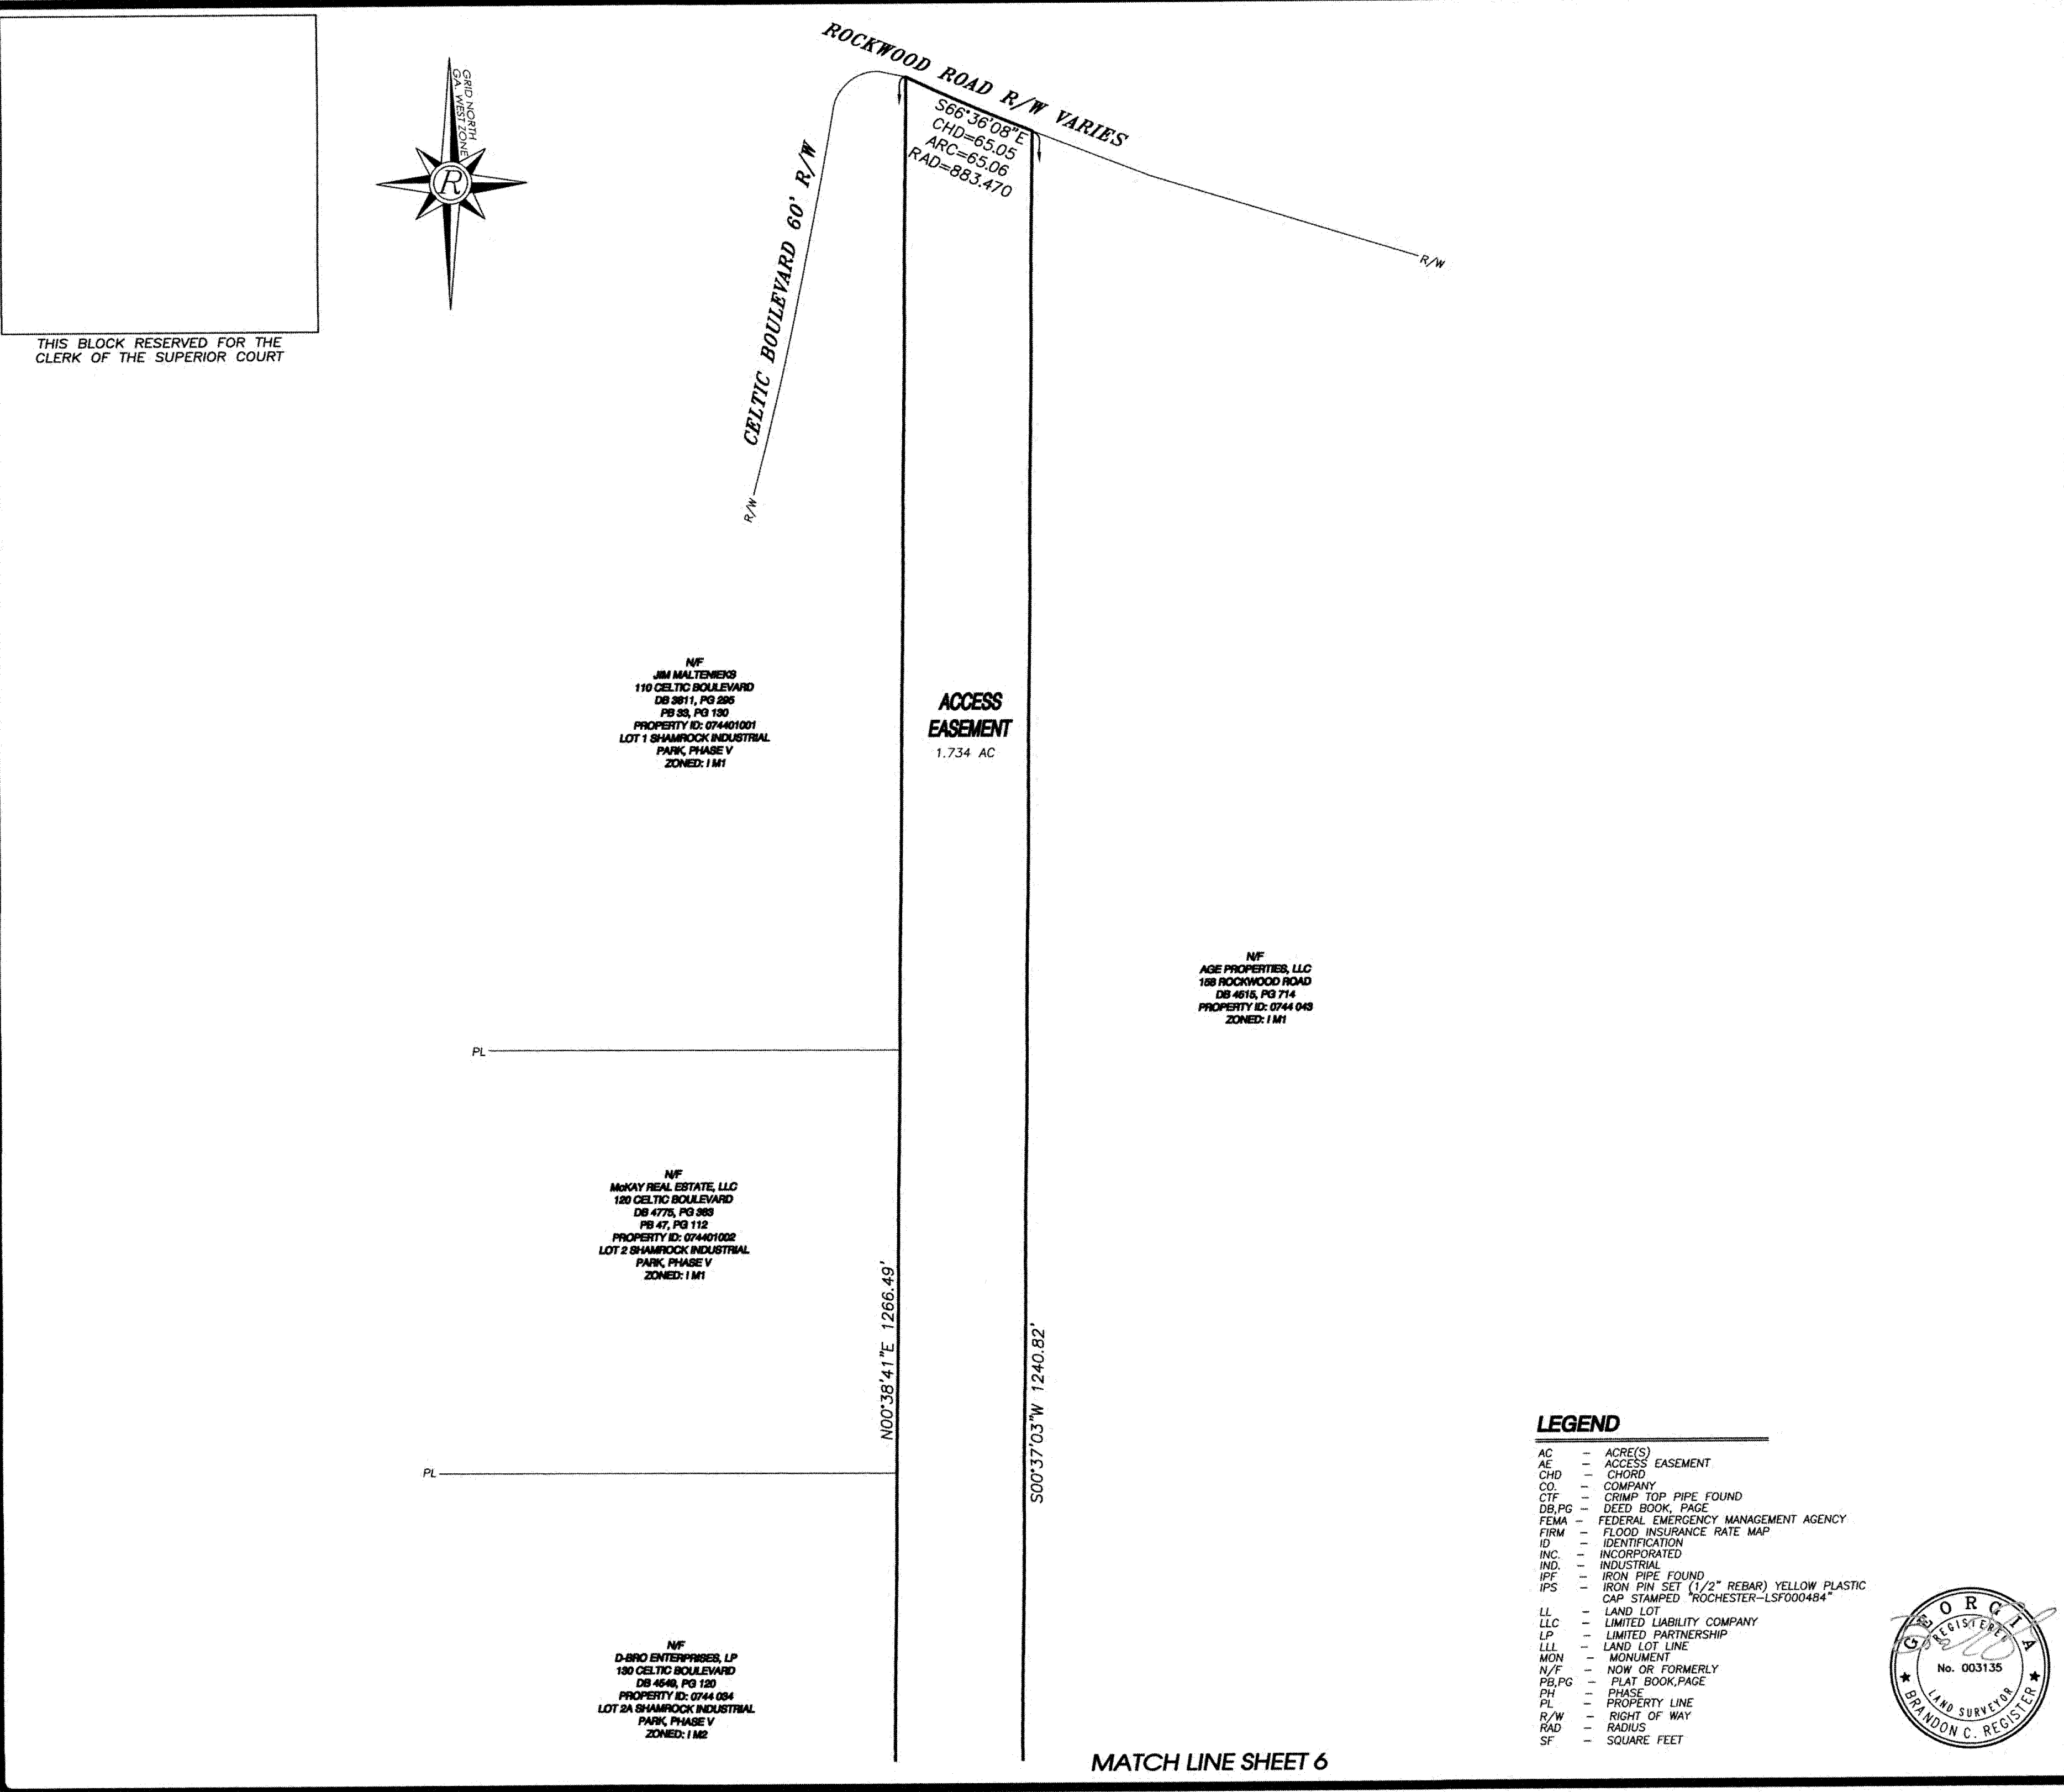 ROCKWOOD ROAD R/W VARIES
GRID NORTH
GA. WEST ZONE
R
S66°36'08"E
CHD=65.05
ARC=65.06
RAD=883.470
CELTIC BOULEVARD 60' R/W
R/W
R/W
THIS BLOCK RESERVED FOR THE
CLERK OF THE SUPERIOR COURT
N/F
JIM MALTENIEKS
110 CELTIC BOULEVARD
DB 3811, PG 295
PB 33, PG 130
PROPERTY ID: 074401001
LOT 1 SHAMROCK INDUSTRIAL
PARK, PHASE V
ZONED: I M1
ACCESS
EASEMENT
1.734 AC
N/F
AGE PROPERTIES, LLC
158 ROCKWOOD ROAD
DB 4615, PG 714
PROPERTY ID: 0744 043
ZONED: I M1
PL
N/F
McKAY REAL ESTATE, LLC
120 CELTIC BOULEVARD
DB 4775, PG 383
PB 47, PG 112
PROPERTY ID: 074401002
LOT 2 SHAMROCK INDUSTRIAL
PARK, PHASE V
ZONED: I M1
N00°38'41"E 1266.49'
S00°37'03"W 1240.82'
PL
N/F
D-BRO ENTERPRISES, LP
130 CELTIC BOULEVARD
DB 4549, PG 120
PROPERTY ID: 0744 034
LOT 2A SHAMROCK INDUSTRIAL
PARK, PHASE V
ZONED: I M2
MATCH LINE SHEET 6
LEGEND
AC – ACRE(S)
AE – ACCESS EASEMENT
CHD – CHORD
CO. – COMPANY
CTF – CRIMP TOP PIPE FOUND
DB,PG – DEED BOOK, PAGE
FEMA – FEDERAL EMERGENCY MANAGEMENT AGENCY
FIRM – FLOOD INSURANCE RATE MAP
ID – IDENTIFICATION
INC. – INCORPORATED
IND. – INDUSTRIAL
IPF – IRON PIPE FOUND
IPS – IRON PIN SET (1/2" REBAR) YELLOW PLASTIC
CAP STAMPED "ROCHESTER-LSF000484"
LL – LAND LOT
LLC – LIMITED LIABILITY COMPANY
LP – LIMITED PARTNERSHIP
LLL – LAND LOT LINE
MON – MONUMENT
N/F – NOW OR FORMERLY
PB,PG – PLAT BOOK,PAGE
PH – PHASE
PL – PROPERTY LINE
R/W – RIGHT OF WAY
RAD – RADIUS
SF – SQUARE FEET
GEORGIA
REGISTERED
No. 003135
LAND SURVEYOR
BRANDON C. REGISTER